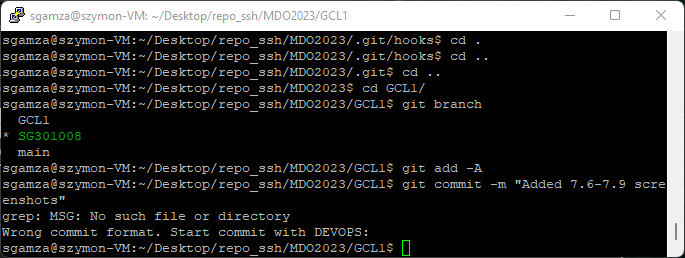 sgamza@szymon-VM: ~/Desktop/repo_ssh/MDO2023/GCL1
sgamza@szymon-VM:~/Desktop/repo_ssh/MDO2023/.git/hooks$ cd .
sgamza@szymon-VM:~/Desktop/repo_ssh/MDO2023/.git/hooks$ cd ..
sgamza@szymon-VM:~/Desktop/repo_ssh/MDO2023/.git$ cd ..
sgamza@szymon-VM:~/Desktop/repo_ssh/MDO2023$ cd GCL1/
sgamza@szymon-VM:~/Desktop/repo_ssh/MDO2023/GCL1$ git branch
  GCL1
* SG301008
  main
sgamza@szymon-VM:~/Desktop/repo_ssh/MDO2023/GCL1$ git add -A
sgamza@szymon-VM:~/Desktop/repo_ssh/MDO2023/GCL1$ git commit -m "Added 7.6-7.9 scre
enshots"
grep: MSG: No such file or directory
Wrong commit format. Start commit with DEVOPS:
sgamza@szymon-VM:~/Desktop/repo_ssh/MDO2023/GCL1$